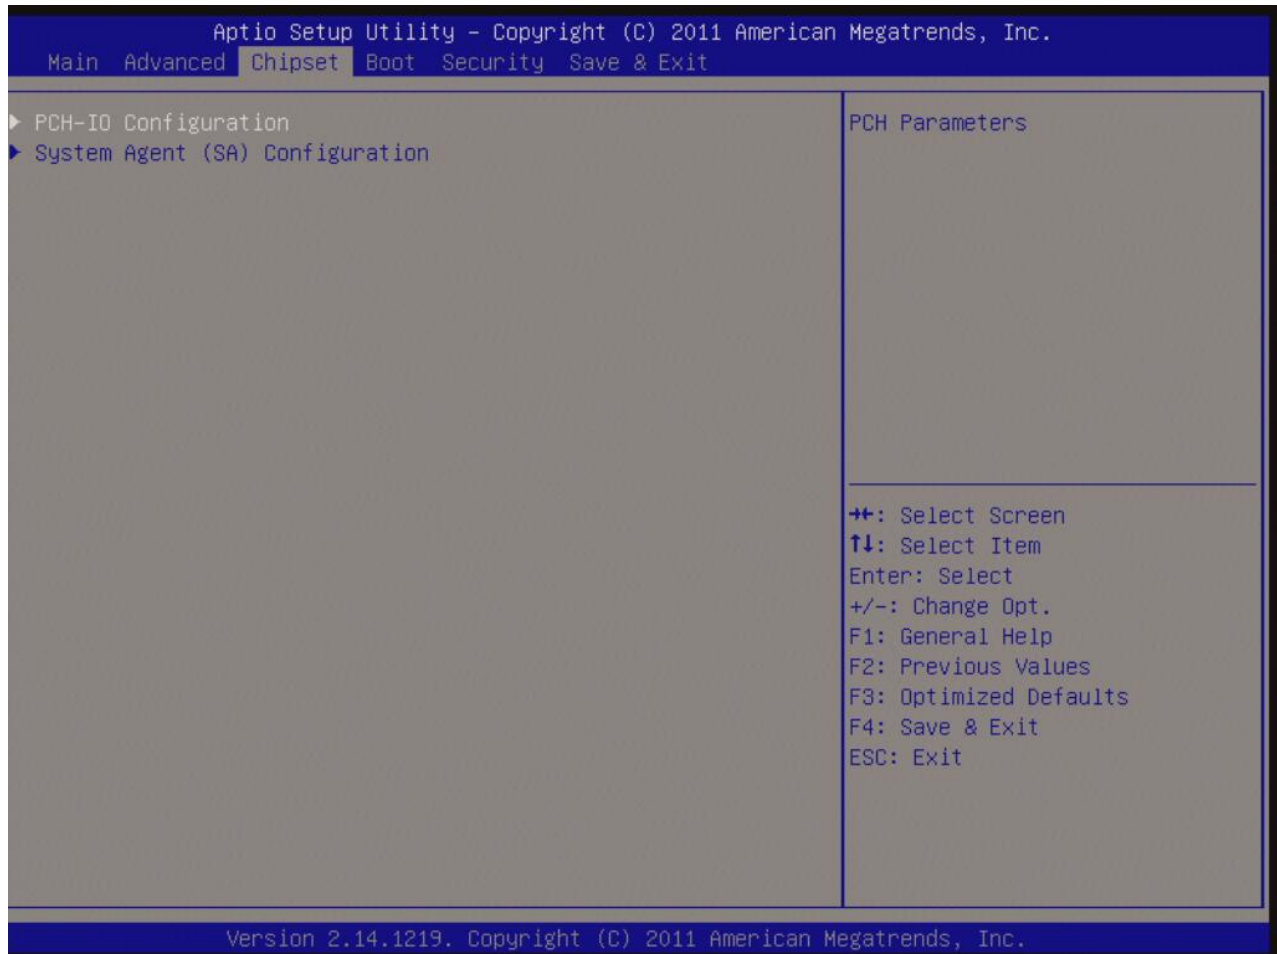 Aptio Setup Utility – Copyright (C) 2011 American Megatrends, Inc.
Main Advanced Chipset Boot Security Save & Exit
▶ PCH-IO Configuration
▶ System Agent (SA) Configuration
PCH Parameters
→←: Select Screen
↑↓: Select Item
Enter: Select
+/-: Change Opt.
F1: General Help
F2: Previous Values
F3: Optimized Defaults
F4: Save & Exit
ESC: Exit
Version 2.14.1219. Copyright (C) 2011 American Megatrends, Inc.